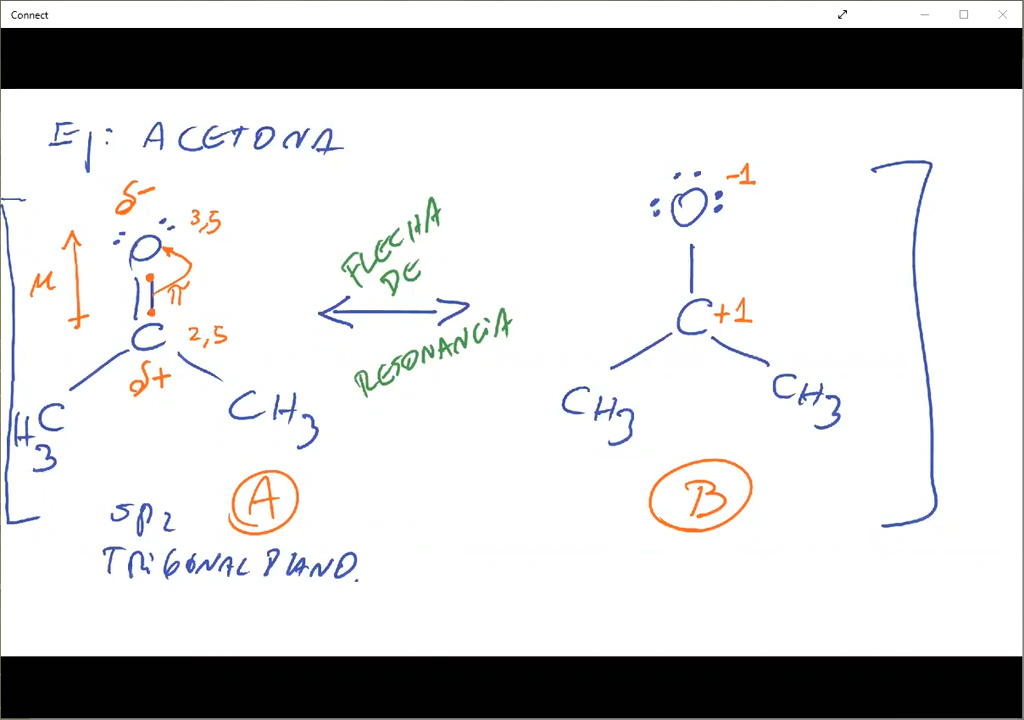 Connect
Ej: ACETONA
δ-
O
3,5
μ
π
C
2,5
δ+
H3C
CH3
A
sp2
TRIGONAL PLANO.
FLECHA
DE
RESONANCIA
O
-1
C
+1
CH3
CH3
B